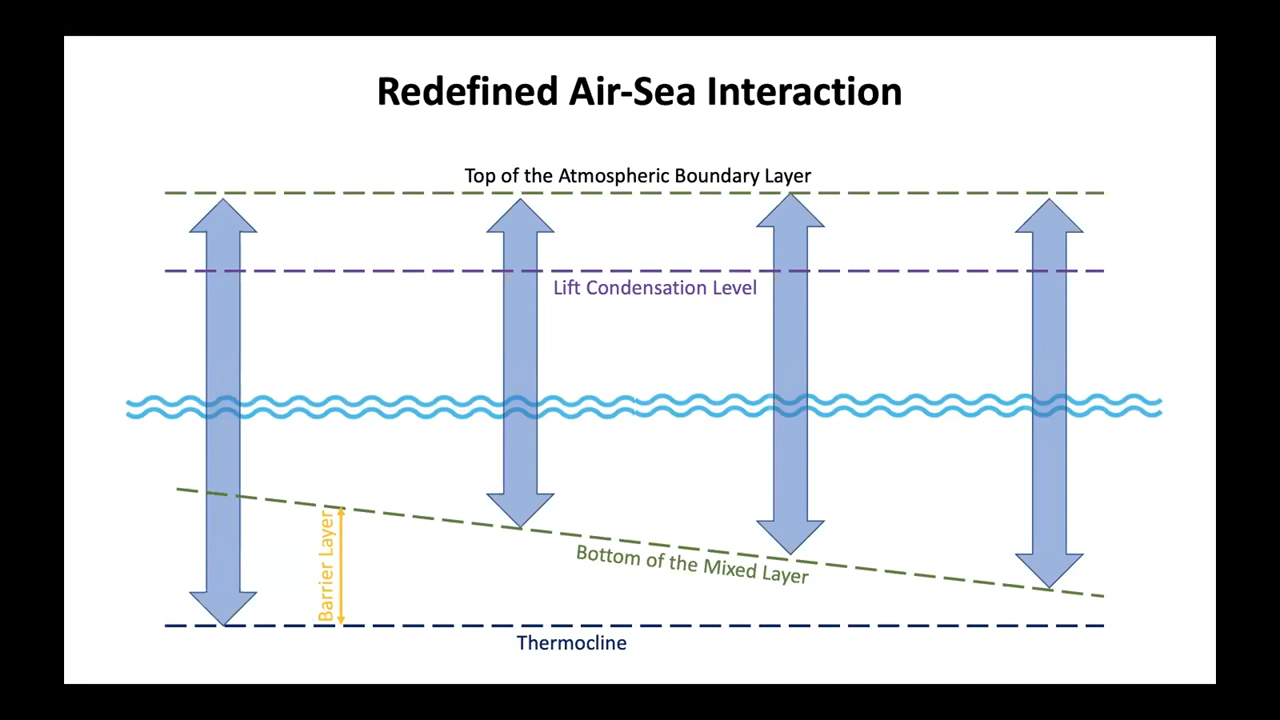 Redefined Air-Sea Interaction
Top of the Atmospheric Boundary Layer
Lift Condensation Level
Barrier Layer
Bottom of the Mixed Layer
Thermocline